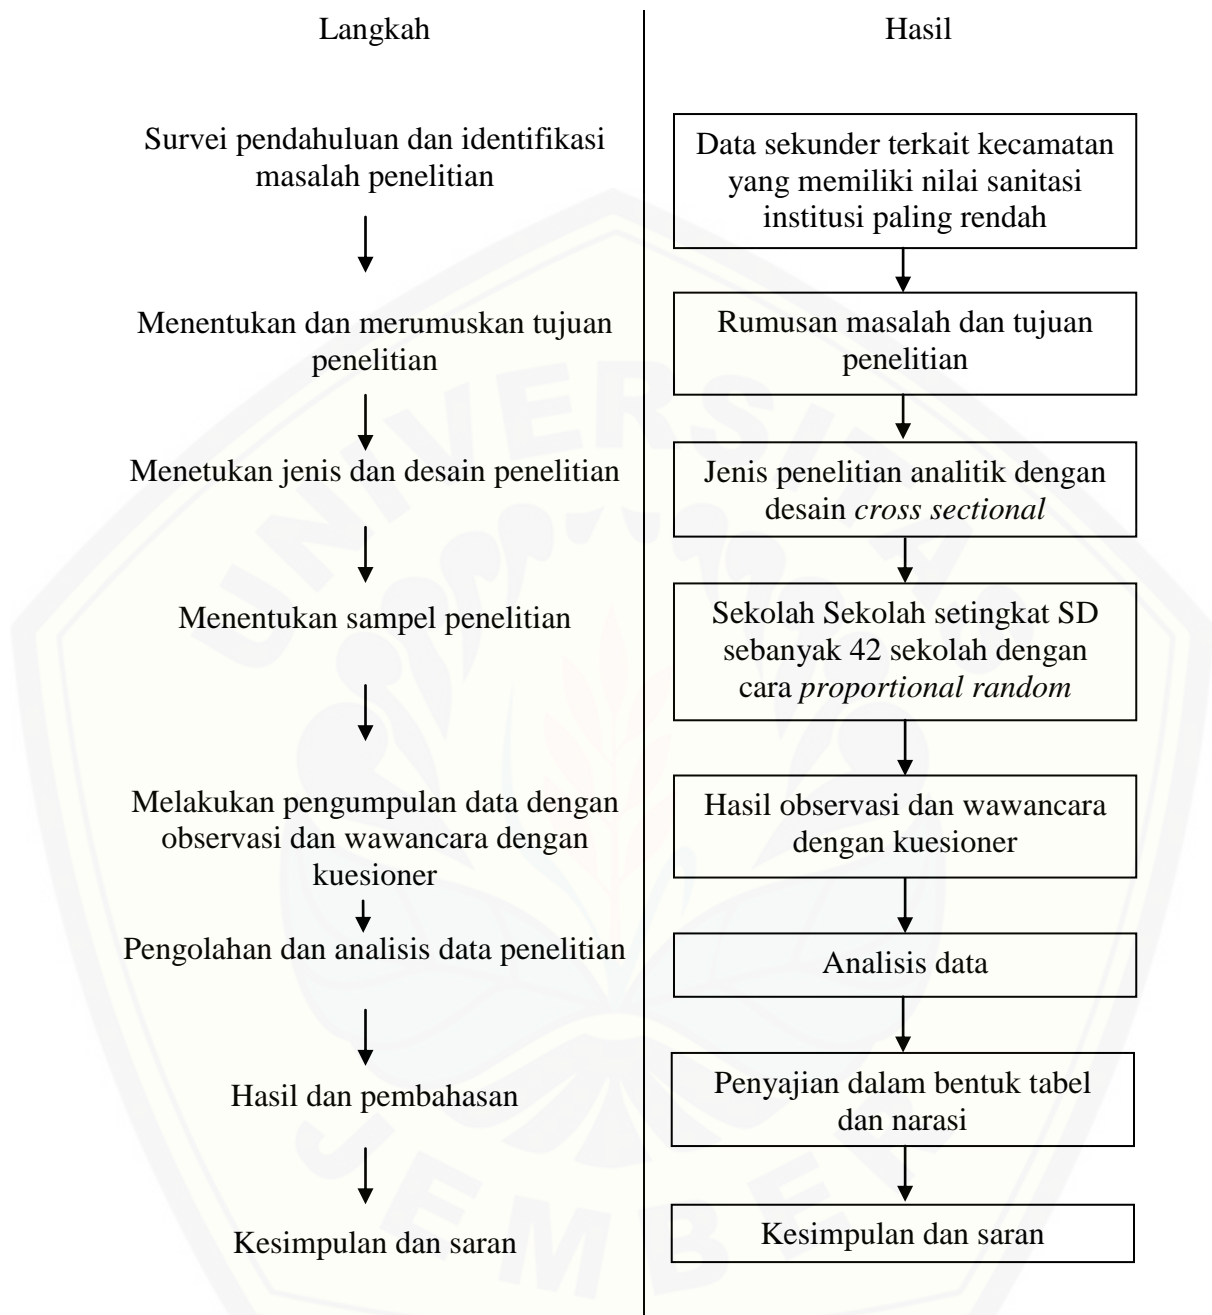 Langkah
Hasil
Survei pendahuluan dan identifikasi
masalah penelitian
Data sekunder terkait kecamatan
yang memiliki nilai sanitasi
institusi paling rendah
Menentukan dan merumuskan tujuan
penelitian
Rumusan masalah dan tujuan
penelitian
Menetukan jenis dan desain penelitian
Jenis penelitian analitik dengan
desain cross sectional
Menentukan sampel penelitian
Sekolah Sekolah setingkat SD
sebanyak 42 sekolah dengan
cara proportional random
Melakukan pengumpulan data dengan
observasi dan wawancara dengan
kuesioner
Hasil observasi dan wawancara
dengan kuesioner
Pengolahan dan analisis data penelitian
Analisis data
Hasil dan pembahasan
Penyajian dalam bentuk tabel
dan narasi
Kesimpulan dan saran
Kesimpulan dan saran
UNIVERSITAS
JEMBER